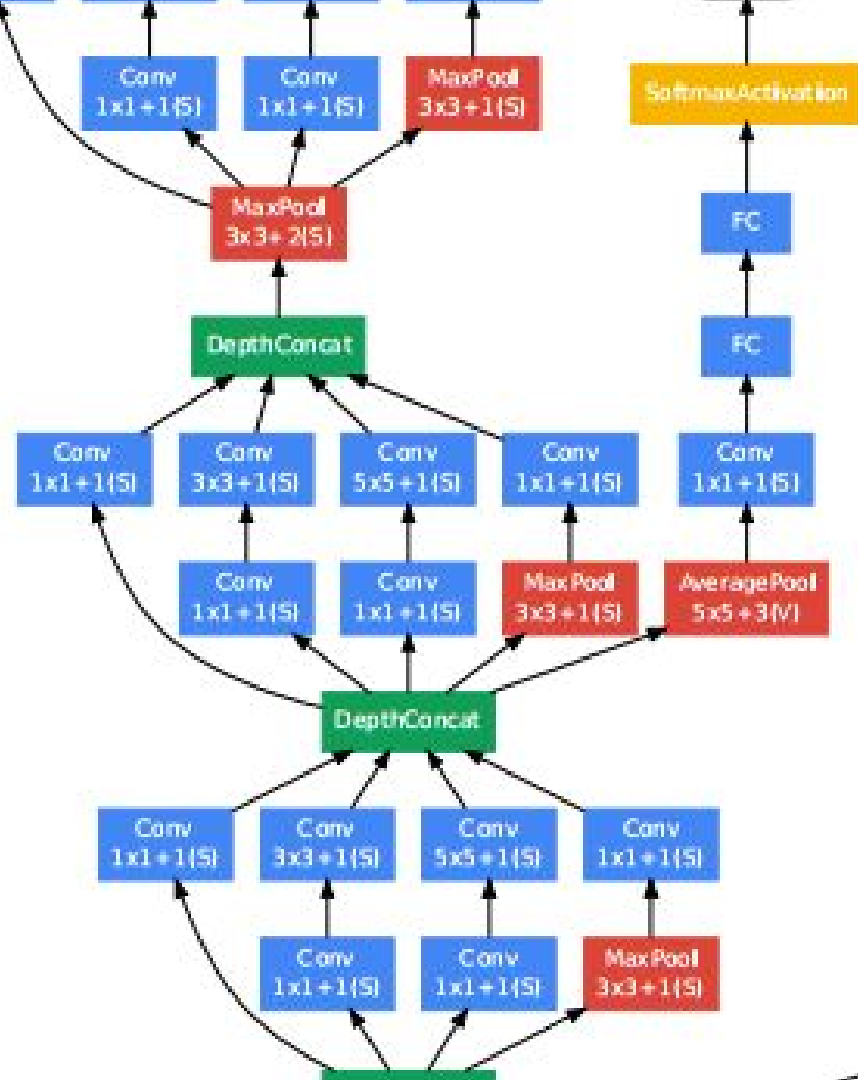 Conv
1x1+1(S)
Conv
1x1+1(S)
MaxPool
3x3+1(S)
SoftmaxActivation
MaxPool
3x3+2(S)
FC
DepthConcat
FC
Conv
1x1+1(S)
Conv
3x3+1(S)
Conv
5x5+1(S)
Conv
1x1+1(S)
Conv
1x1+1(S)
Conv
1x1+1(S)
Conv
1x1+1(S)
MaxPool
3x3+1(S)
AveragePool
5x5+3(V)
DepthConcat
Conv
1x1+1(S)
Conv
3x3+1(S)
Conv
5x5+1(S)
Conv
1x1+1(S)
Conv
1x1+1(S)
Conv
1x1+1(S)
MaxPool
3x3+1(S)